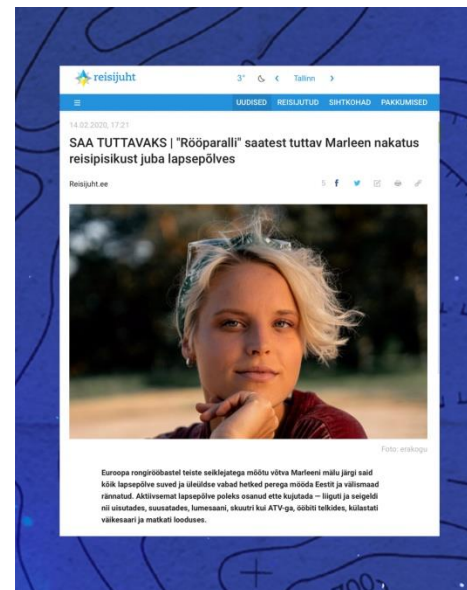 reisijuht
3° Tallinn
UUDISED REISIJUTUD SIHTKOHAD PAKKUMISED
14.02.2020, 17:21
SAA TUTTAVAKS | "Rööparalli" saatest tuttav Marleen nakatus
reisipisikust juba lapsepõlves
Reisijuht.ee
Foto: erakogu
Euroopa rongirööbastel teiste seiklejatega mõõtu võtva Marleeni mälu järgi said
kõik lapsepõlve suved ja üleüldse vabad hetked perega mööda Eestit ja välismaad
rännatud. Aktiivsemat lapsepõlve poleks osanud ette kujutada — liiguti ja seigeldi
nii uisutades, suusatades, lumesaani, skuutri kui ATV-ga, ööbiti telkides, külastati
väikesaari ja matkati looduses.